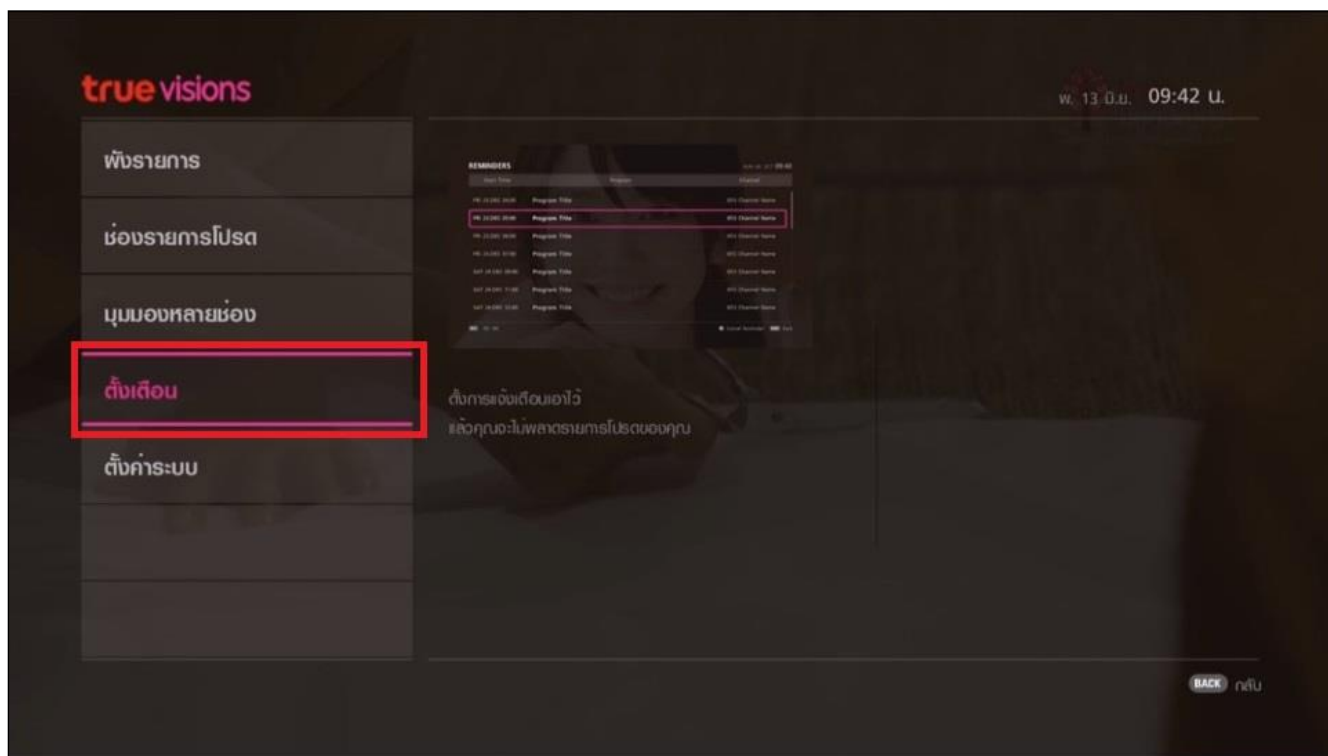 true visions
พ. 13 มิ.ย. 09:42 น.
ผังรายการ
ช่องรายการโปรด
มุมมองหลายช่อง
ตั้งเตือน
ตั้งค่าระบบ
REMINDERS
Start Time Program Channel
Program Title
Program Title
Program Title
Program Title
Program Title
Program Title
Program Title
ตั้งการแจ้งเตือนเอาไว้
แล้วคุณจะไม่พลาดรายการโปรดของคุณ
BACK กลับ